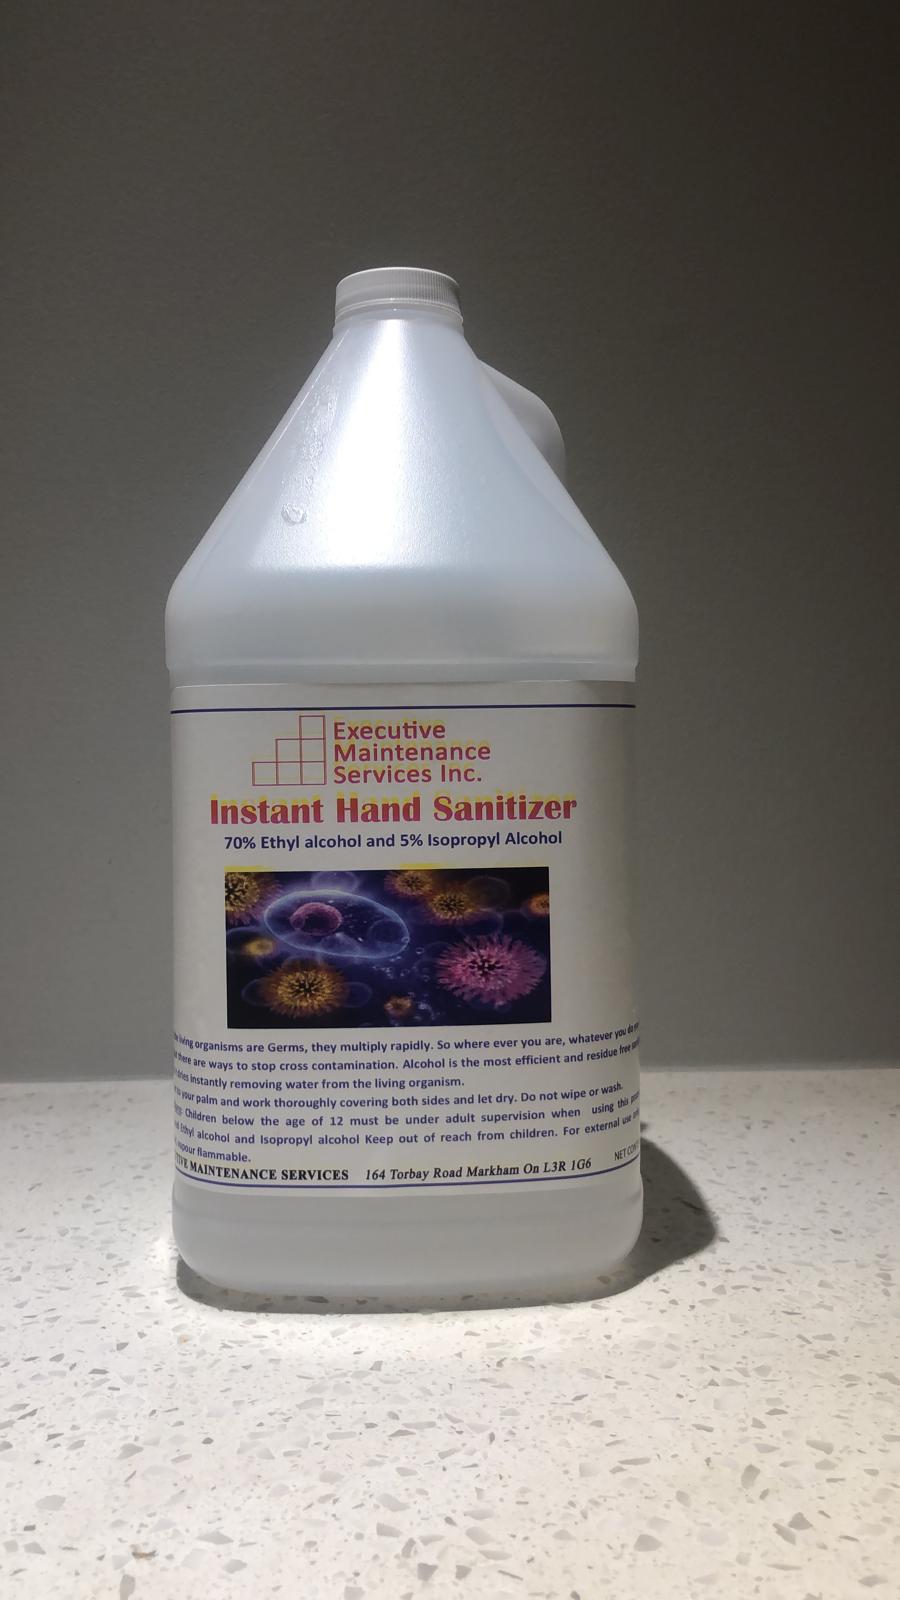 Executive
Maintenance
Services Inc.
Instant Hand Sanitizer
70% Ethyl alcohol and 5% Isopropyl Alcohol
living organisms are Germs, they multiply rapidly. So where ever you are, whatever you do
there are ways to stop cross contamination. Alcohol is the most efficient and residue free
dries instantly removing water from the living organism.
your palm and work thoroughly covering both sides and let dry. Do not wipe or wash.
Children below the age of 12 must be under adult supervision when using this
Ethyl alcohol and Isopropyl alcohol Keep out of reach from children. For external use
vapour flammable.
MAINTENANCE SERVICES 164 Torbay Road Markham On L3R 1G6 NET